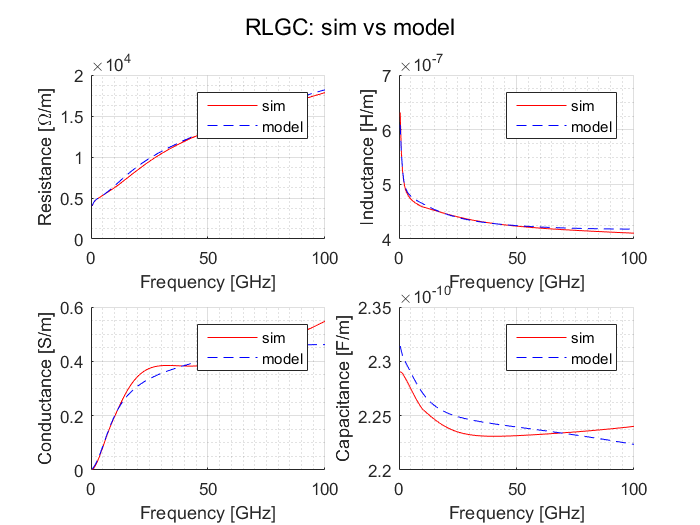 RLGC: sim vs model
×10⁴
Resistance [Ω/m]
2
1.5
1
0.5
0
0
50
100
Frequency [GHz]
sim
model
×10⁻⁷
Inductance [H/m]
7
6
5
4
0
50
100
Frequency [GHz]
sim
model
Conductance [S/m]
0.6
0.4
0.2
0
0
50
100
Frequency [GHz]
sim
model
×10⁻¹⁰
Capacitance [F/m]
2.35
2.3
2.25
2.2
0
50
100
Frequency [GHz]
sim
model